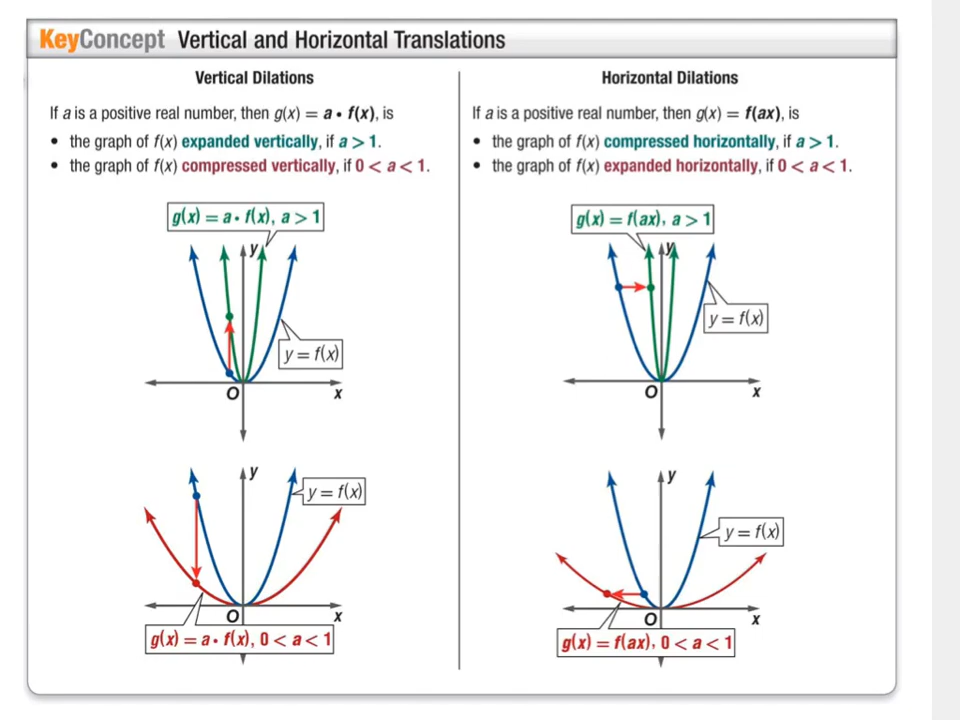 KeyConcept Vertical and Horizontal Translations
Vertical Dilations
If a is a positive real number, then g(x) = a • f(x), is
• the graph of f(x) expanded vertically, if a > 1.
• the graph of f(x) compressed vertically, if 0 < a < 1.
g(x) = a • f(x), a > 1
y
y = f(x)
O
x
y
y = f(x)
O
x
g(x) = a • f(x), 0 < a < 1
Horizontal Dilations
If a is a positive real number, then g(x) = f(ax), is
• the graph of f(x) compressed horizontally, if a > 1.
• the graph of f(x) expanded horizontally, if 0 < a < 1.
g(x) = f(ax), a > 1
y
y = f(x)
O
x
y
y = f(x)
O
x
g(x) = f(ax), 0 < a < 1